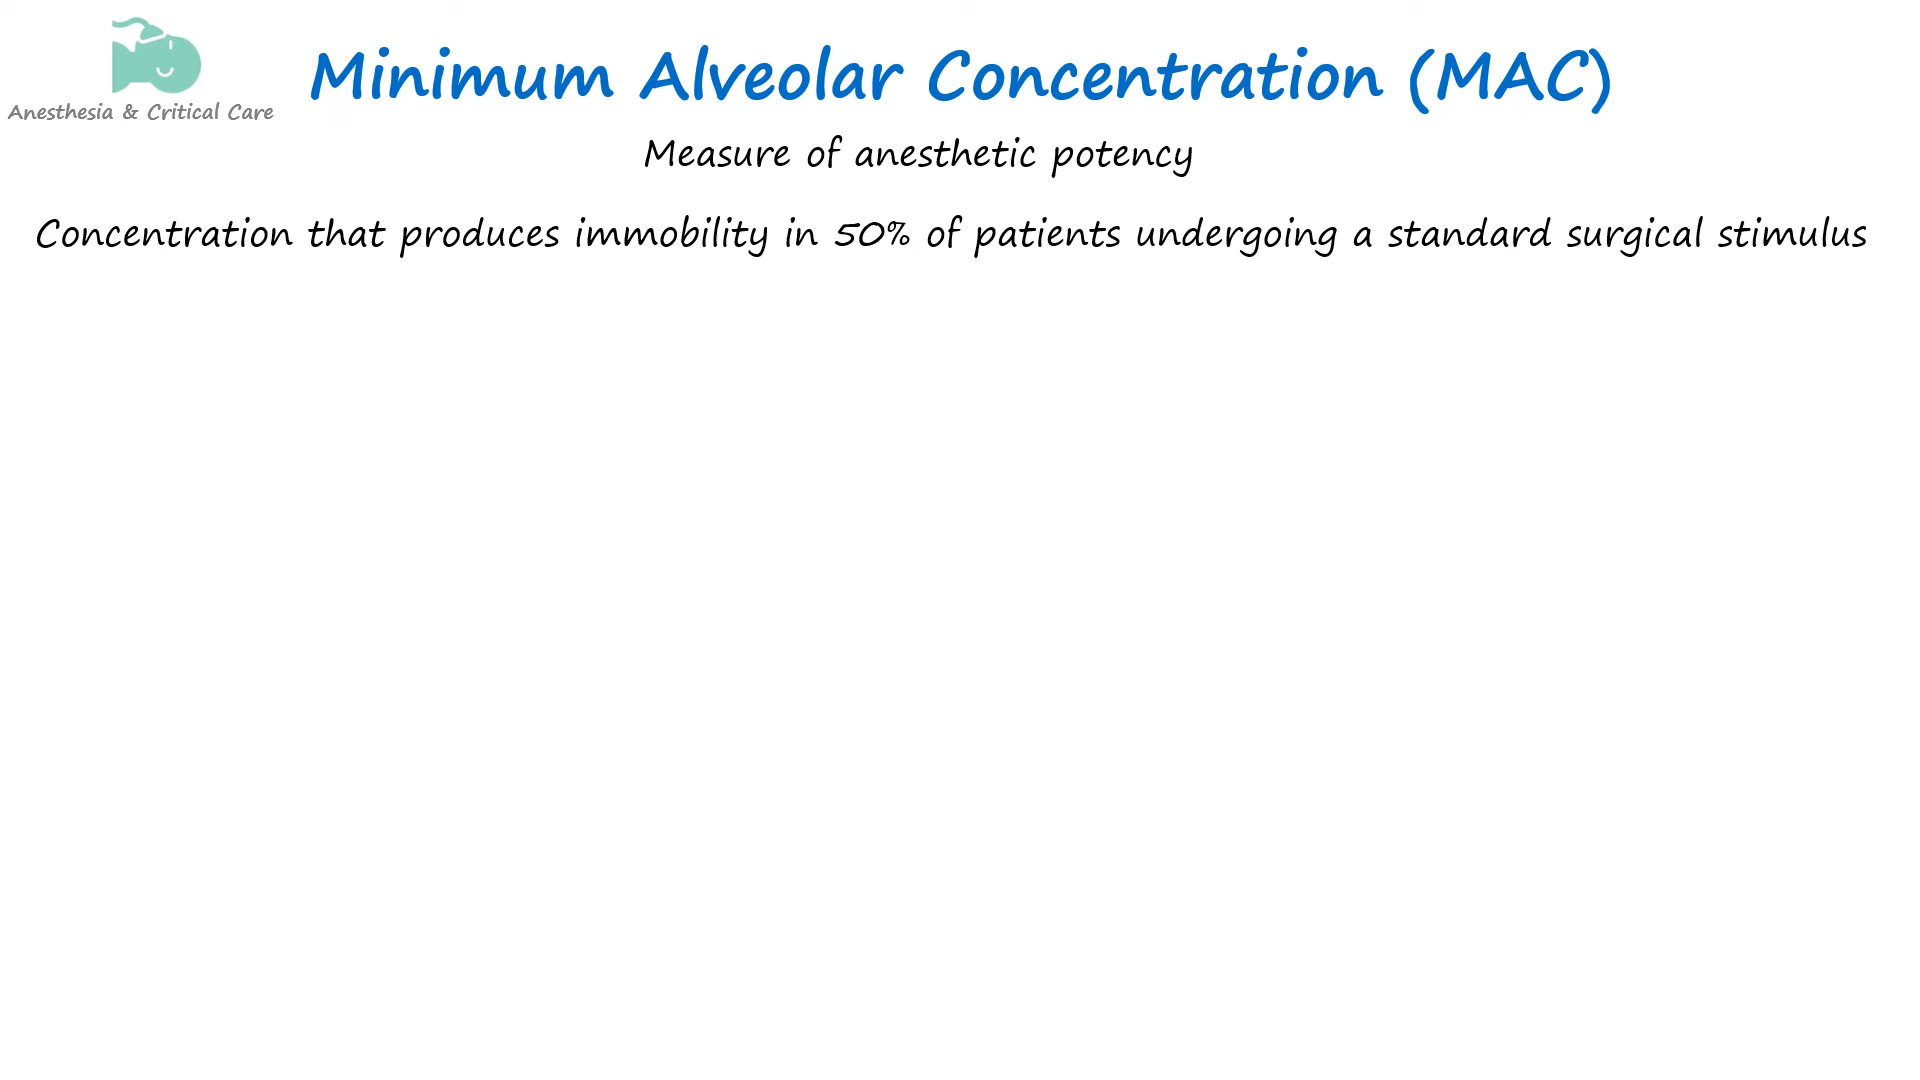 Minimum Alveolar Concentration (MAC)
Anesthesia & Critical Care
Measure of anesthetic potency
Concentration that produces immobility in 50% of patients undergoing a standard surgical stimulus